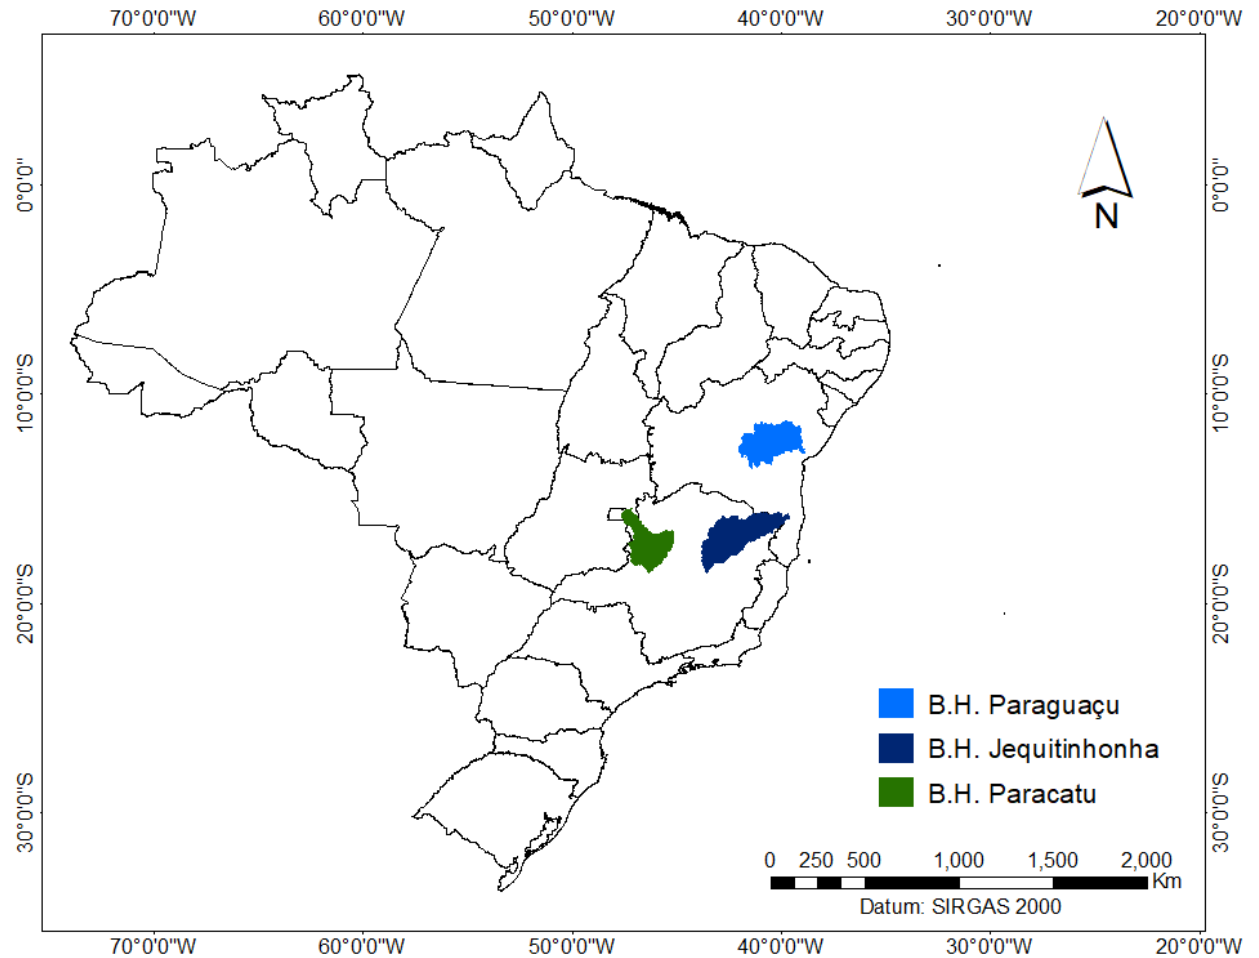 70°0'0"W 60°0'0"W 50°0'0"W 40°0'0"W 30°0'0"W 20°0'0"W
0°0'0"
10°0'0"S
20°0'0"S
30°0'0"S
N
0°0'0"
10°0'0"S
20°0'0"S
30°0'0"S
B.H. Paraguaçu
B.H. Jequitinhonha
B.H. Paracatu
0 250 500 1,000 1,500 2,000
Km
Datum: SIRGAS 2000
70°0'0"W 60°0'0"W 50°0'0"W 40°0'0"W 30°0'0"W 20°0'0"W